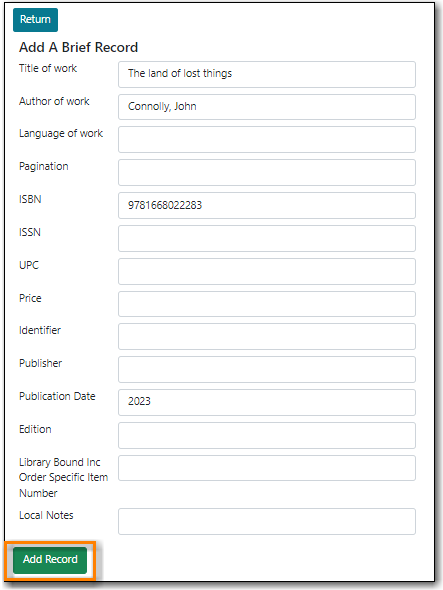 Return
Add A Brief Record
Title of work The land of lost things
Author of work Connolly, John
Language of work
Pagination
ISBN 9781668022283
ISSN
UPC
Price
Identifier
Publisher
Publication Date 2023
Edition
Library Bound Inc
Order Specific Item
Number
Local Notes
Add Record